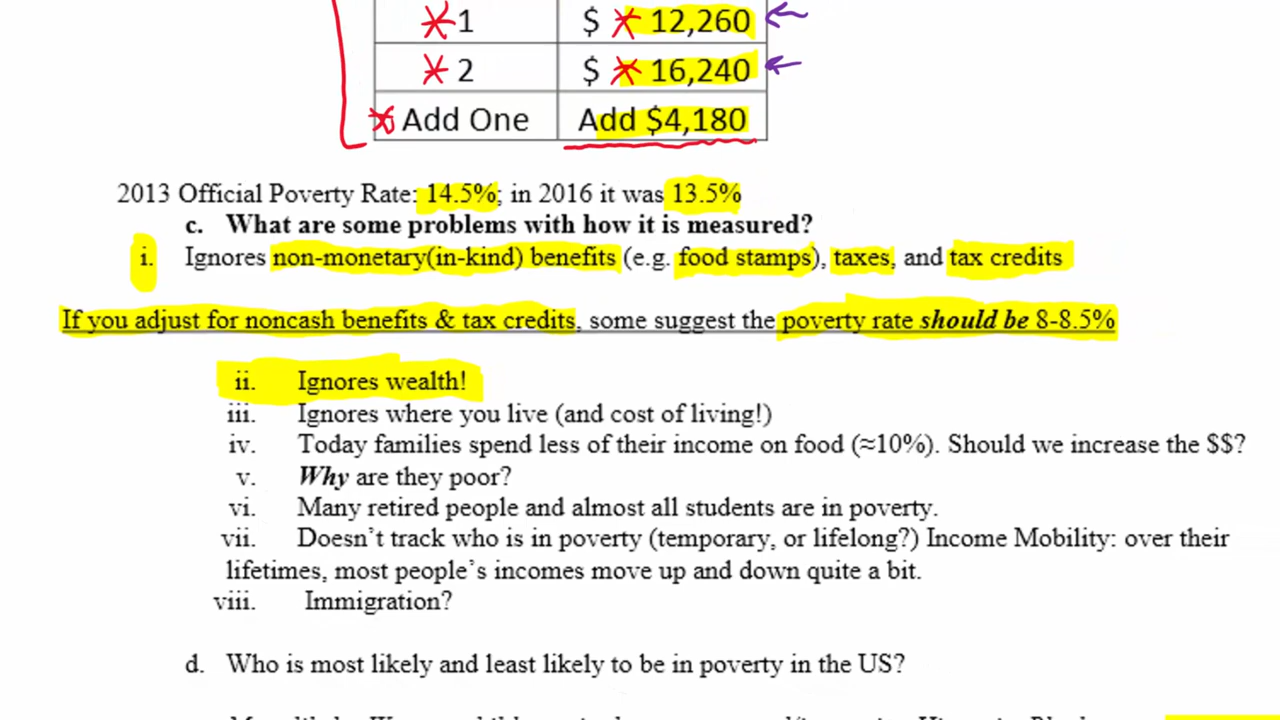 1 $ 12,260
2 $ 16,240
Add One Add $4,180
2013 Official Poverty Rate: 14.5%; in 2016 it was 13.5%
c. What are some problems with how it is measured?
i. Ignores non-monetary(in-kind) benefits (e.g. food stamps), taxes, and tax credits
If you adjust for noncash benefits & tax credits, some suggest the poverty rate should be 8-8.5%
ii. Ignores wealth!
iii. Ignores where you live (and cost of living!)
iv. Today families spend less of their income on food (≈10%). Should we increase the $$?
v. Why are they poor?
vi. Many retired people and almost all students are in poverty.
vii. Doesn't track who is in poverty (temporary, or lifelong?) Income Mobility: over their
lifetimes, most people's incomes move up and down quite a bit.
viii. Immigration?
d. Who is most likely and least likely to be in poverty in the US?